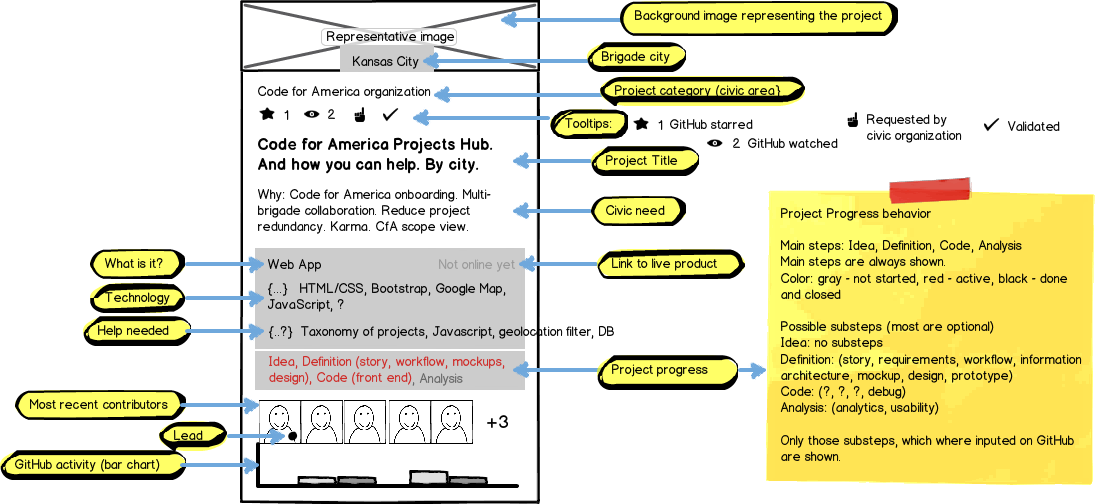 Background image representing the project
Representative image
Kansas City
Brigade city
Code for America organization
Project category (civic area}
1 2
Tooltips:
1 GitHub starred
2 GitHub watched
Requested by
civic organization
Validated
Code for America Projects Hub.
And how you can help. By city.
Project Title
Why: Code for America onboarding. Multi-
brigade collaboration. Reduce project
redundancy. Karma. CfA scope view.
Civic need
What is it?
Web App
Not online yet
Link to live product
Technology
{...} HTML/CSS, Bootstrap, Google Map,
JavaScript, ?
Help needed
{..?} Taxonomy of projects, Javascript, geolocation filter, DB
Idea, Definition (story, workflow, mockups,
design), Code (front end), Analysis
Project progress
Most recent contributors
+3
Lead
GitHub activity (bar chart)
Project Progress behavior
Main steps: Idea, Definition, Code, Analysis
Main steps are always shown.
Color: gray - not started, red - active, black - done
and closed
Possible substeps (most are optional)
Idea: no substeps
Definition: (story, requirements, workflow, information
architecture, mockup, design, prototype)
Code: (?, ?, ?, debug)
Analysis: (analytics, usability)
Only those substeps, which where inputed on GitHub
are shown.